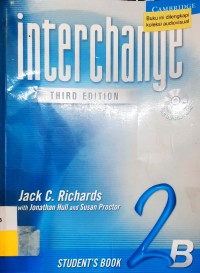 CAMBRIDGE
Buku ini dilengkapi
koleksi audiovisual
interchange
THIRD EDITION
Jack C. Richards
with Jonathan Hull and Susan Proctor
2
B
STUDENT'S BOOK